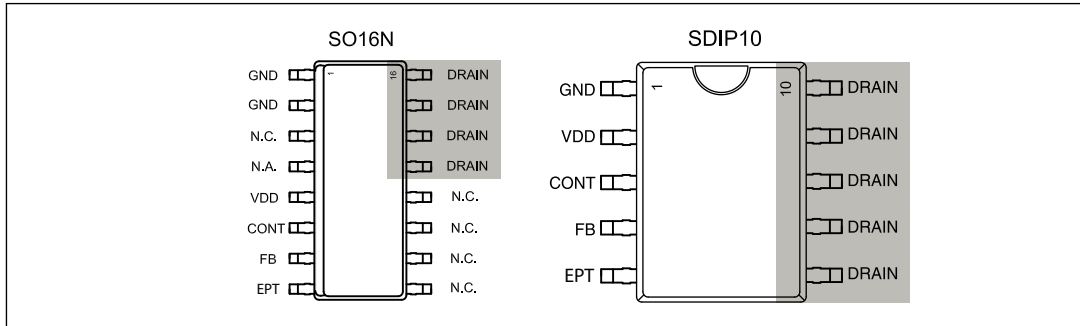 SO16N
GND 1 16 DRAIN
GND DRAIN
N.C. DRAIN
N.A. DRAIN
VDD N.C.
CONT N.C.
FB N.C.
EPT N.C.
SDIP10
GND 1 10 DRAIN
VDD DRAIN
CONT DRAIN
FB DRAIN
EPT DRAIN